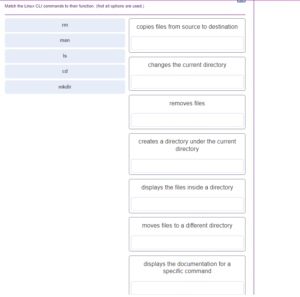 Match the Linux CLI commands to their function. (Not all options are used.)
rm
man
ls
cd
mkdir
copies files from source to destination
changes the current directory
removes files
creates a directory under the current
directory
displays the files inside a directory
moves files to a different directory
displays the documentation for a
specific command